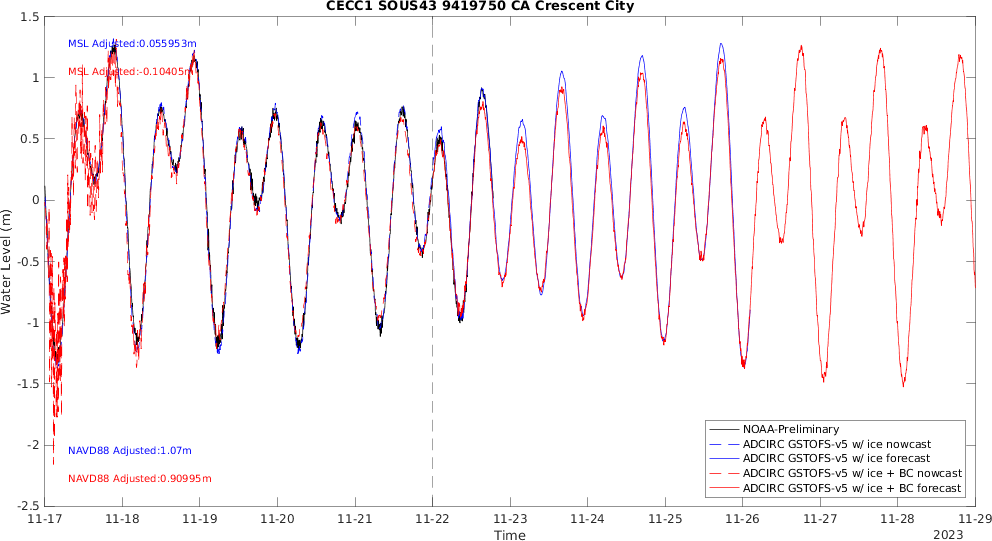 CECC1 SOUS43 9419750 CA Crescent City
1.5
1
0.5
0
-0.5
-1
-1.5
-2
-2.5
Water Level (m)
MSL Adjusted:0.055953m
MSL Adjusted:-0.10405m
NAVD88 Adjusted:1.07m
NAVD88 Adjusted:0.90995m
NOAA-Preliminary
ADCIRC GSTOFS-v5 w/ ice nowcast
ADCIRC GSTOFS-v5 w/ ice forecast
ADCIRC GSTOFS-v5 w/ ice + BC nowcast
ADCIRC GSTOFS-v5 w/ ice + BC forecast
11-17 11-18 11-19 11-20 11-21 11-22 11-23 11-24 11-25 11-26 11-27 11-28 11-29
Time
2023